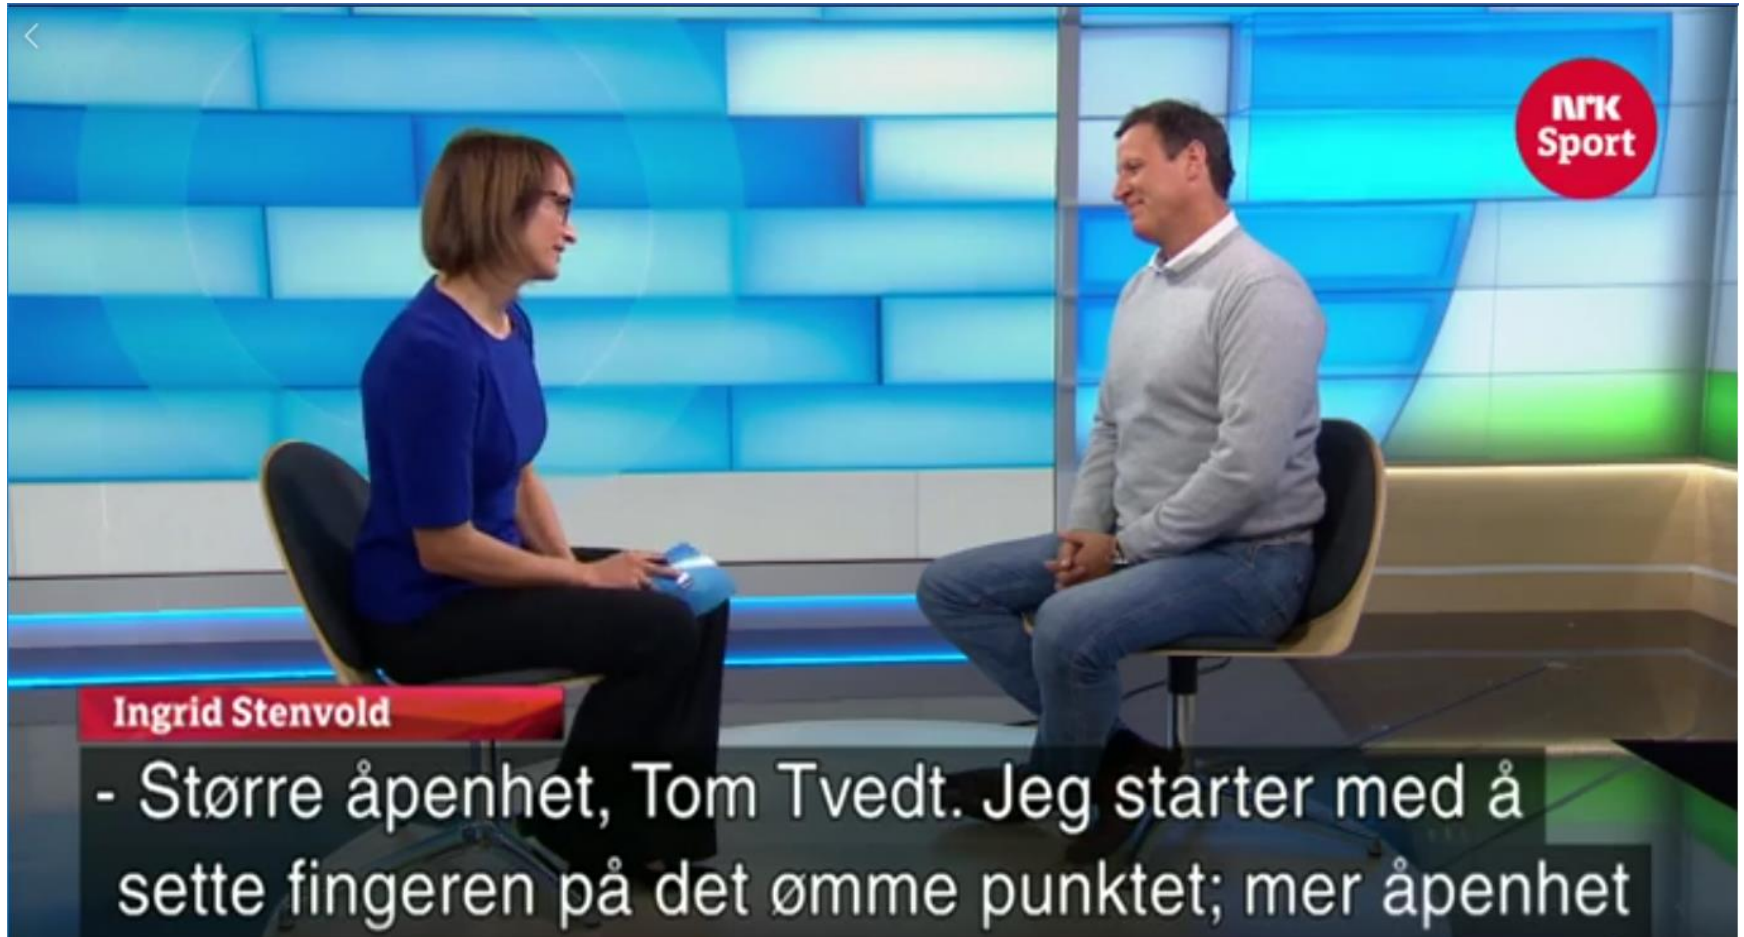 NRK
Sport
Ingrid Stenvold
- Større åpenhet, Tom Tvedt. Jeg starter med å
sette fingeren på det ømme punktet; mer åpenhet